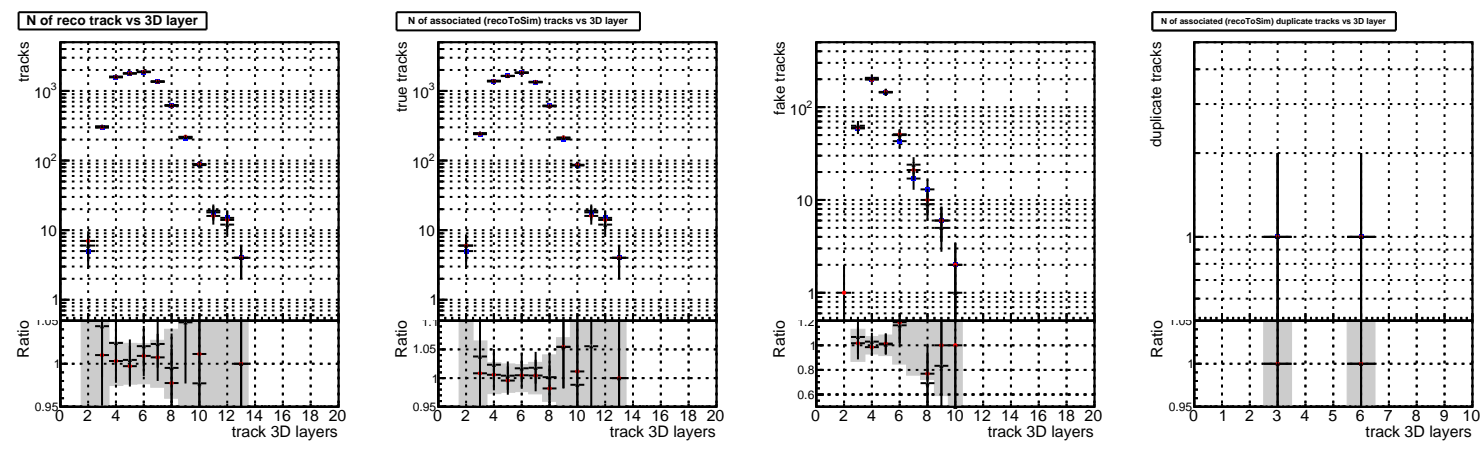 N of reco track vs 3D layer
tracks
10³
10²
10
1
1.05
Ratio
1
0.95
0 2 4 6 8 10 12 14 16 18 20
track 3D layers
N of associated (recoToSim) tracks vs 3D layer
true tracks
10³
10²
10
1
1.1
Ratio
1.05
1
0.95
0 2 4 6 8 10 12 14 16 18 20
track 3D layers
fake tracks
10²
10
1
1.2
Ratio
1
0.8
0.6
0 2 4 6 8 10 12 14 16 18 20
track 3D layers
N of associated (recoToSim) duplicate tracks vs 3D layer
duplicate tracks
1
1.05
Ratio
1
0.95
0 1 2 3 4 5 6 7 8 9 10
track 3D layers